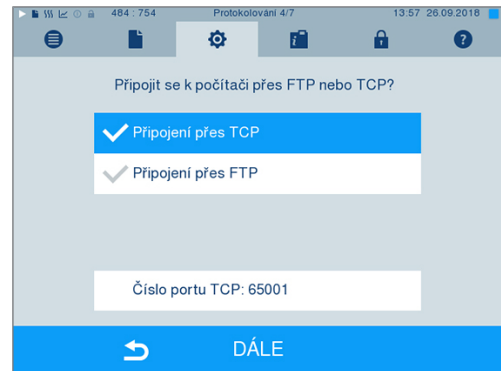 484 : 754 Protokolování 4/7 13:57 26.09.2018
Připojit se k počítači přes FTP nebo TCP?
Připojení přes TCP
Připojení přes FTP
Číslo portu TCP: 65001
DÁLE